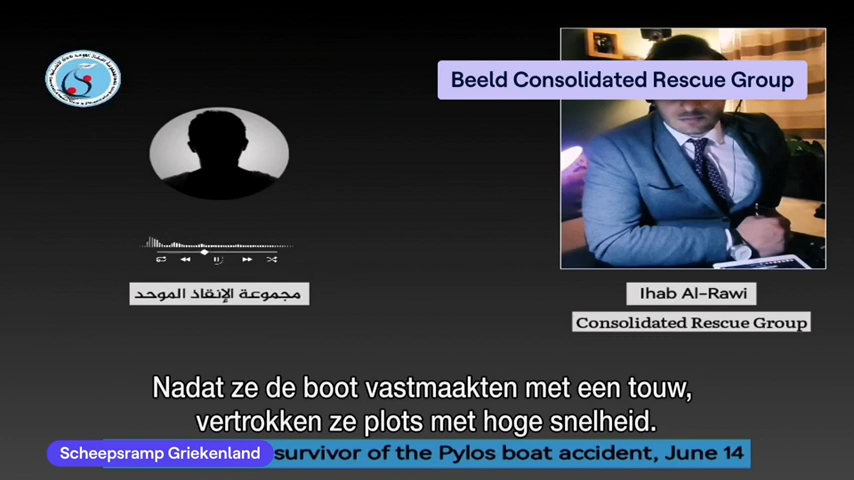 Beeld Consolidated Rescue Group
مجموعة الإنقاذ الموحد
Ihab Al-Rawi
Consolidated Rescue Group
Nadat ze de boot vastmaakten met een touw,
vertrokken ze plots met hoge snelheid.
Scheepsramp Griekenland
survivor of the Pylos boat accident, June 14